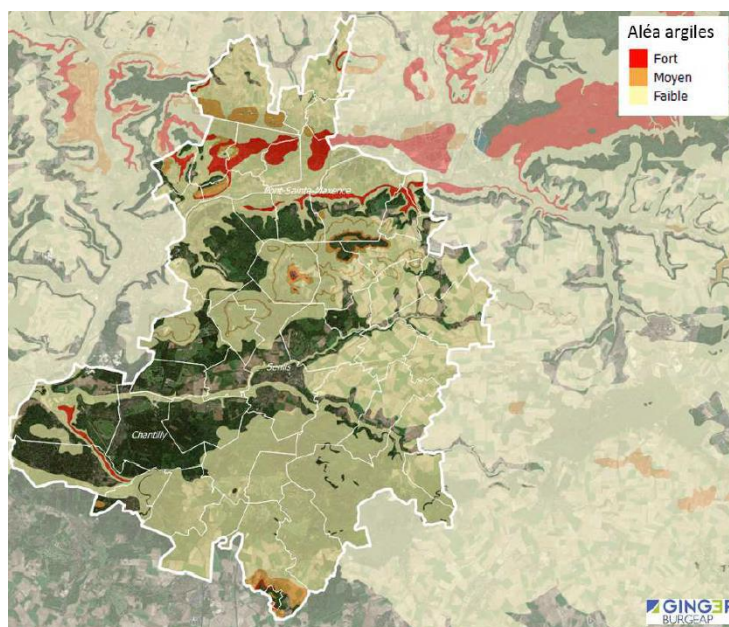 Aléa argiles
Fort
Moyen
Faible
Pont-Sainte-Maxence
Senlis
Chantilly
GINGER
BURGEAP